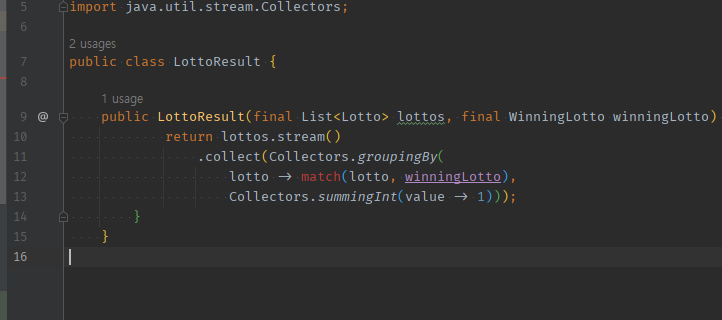 5 import java.util.stream.Collectors;
6
2 usages
7 public class LottoResult {
8
1 usage
9 @ public LottoResult(final List<Lotto> lottos, final WinningLotto winningLotto)
10 return lottos.stream()
11 .collect(Collectors.groupingBy(
12 lotto -> match(lotto, winningLotto),
13 Collectors.summingInt(value -> 1)));
14 }
15 }
16